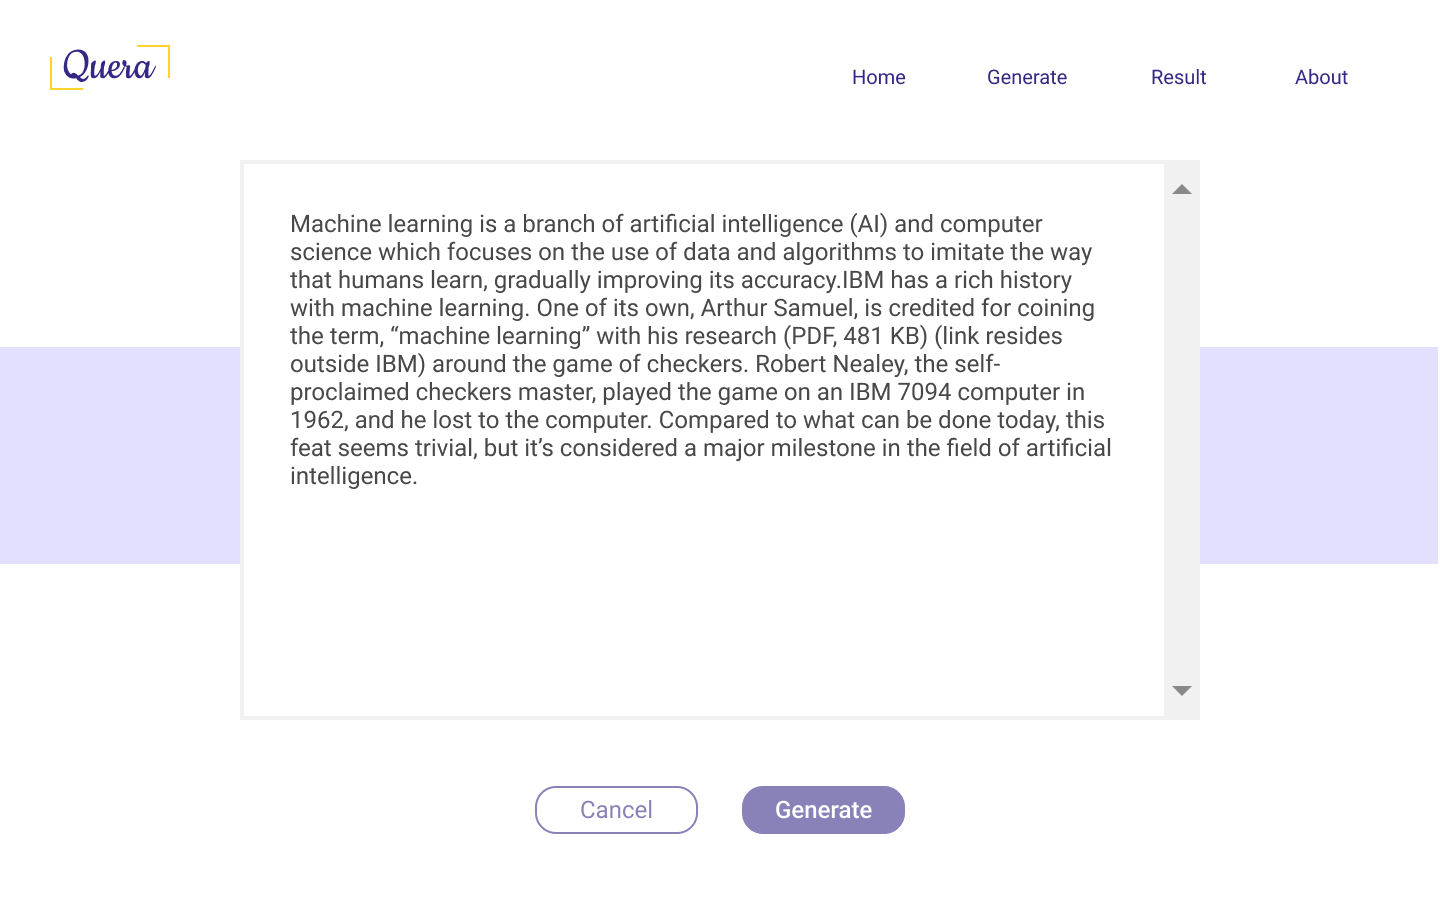 Quera
Home Generate Result About
Machine learning is a branch of artificial intelligence (AI) and computer
science which focuses on the use of data and algorithms to imitate the way
that humans learn, gradually improving its accuracy.IBM has a rich history
with machine learning. One of its own, Arthur Samuel, is credited for coining
the term, “machine learning” with his research (PDF, 481 KB) (link resides
outside IBM) around the game of checkers. Robert Nealey, the self-
proclaimed checkers master, played the game on an IBM 7094 computer in
1962, and he lost to the computer. Compared to what can be done today, this
feat seems trivial, but it’s considered a major milestone in the field of artificial
intelligence.
Cancel Generate